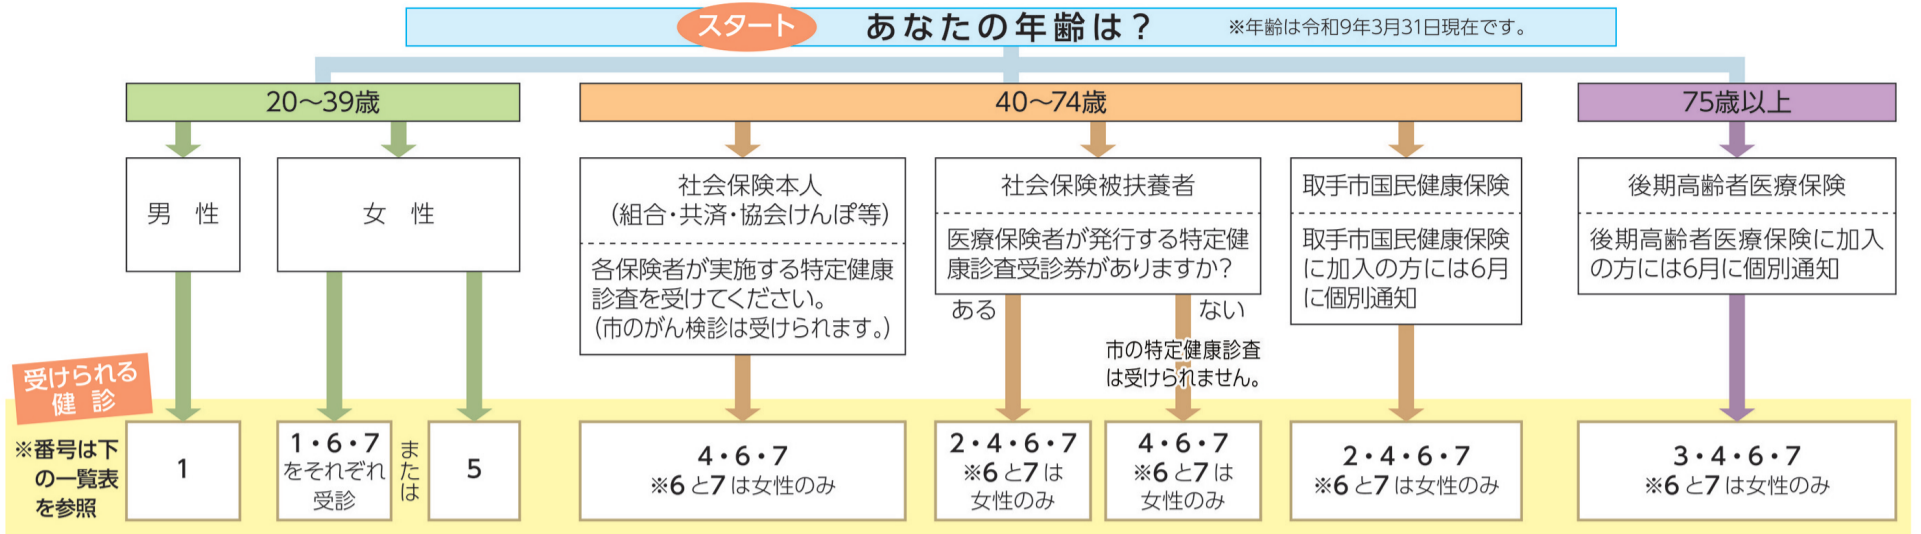 スタート あなたの年齢は？ ※年齢は令和9年3月31日現在です。
20～39歳
40～74歳
75歳以上
男 性
女 性
社会保険本人
（組合・共済・協会けんぽ等）
各保険者が実施する特定健康
診査を受けてください。
（市のがん検診は受けられます。）
社会保険被扶養者
医療保険者が発行する特定健
康診査受診券がありますか？
ある
ない
市の特定健康診査
は受けられません。
取手市国民健康保険
取手市国民健康保険
に加入の方には6月
に個別通知
後期高齢者医療保険
後期高齢者医療保険に加入
の方には6月に個別通知
受けられる
健 診
※番号は下
の一覧表
を参照
1
1・6・7
をそれぞれ
受診
または
5
4・6・7
※6と7は女性のみ
2・4・6・7
※6と7は
女性のみ
4・6・7
※6と7は
女性のみ
2・4・6・7
※6と7は女性のみ
3・4・6・7
※6と7は女性のみ